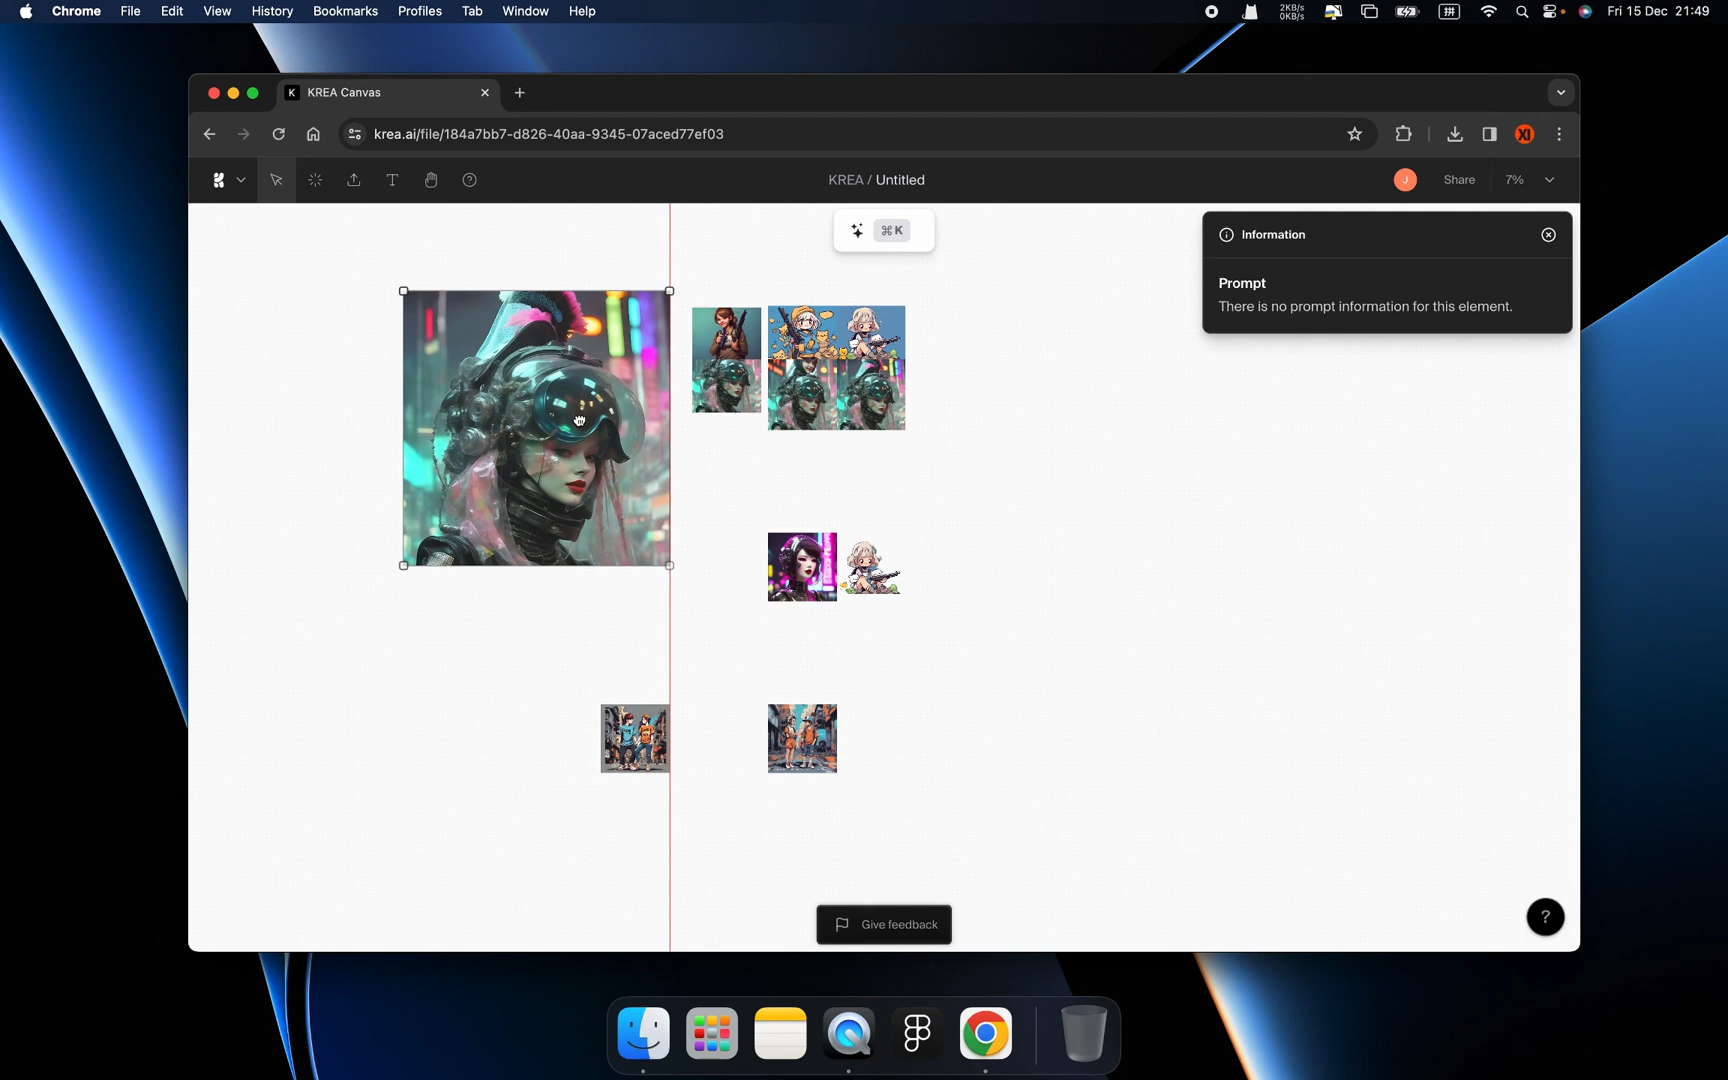 Chrome File Edit View History Bookmarks Profiles Tab Window Help
2KB/s
0KB/s
Fri 15 Dec 21:49
K KREA Canvas
krea.ai/file/184a7bb7-d826-40aa-9345-07aced77ef03
XI
T
KREA / Untitled
J Share 7%
⌘ K
Information
Prompt
There is no prompt information for this element.
Give feedback
?